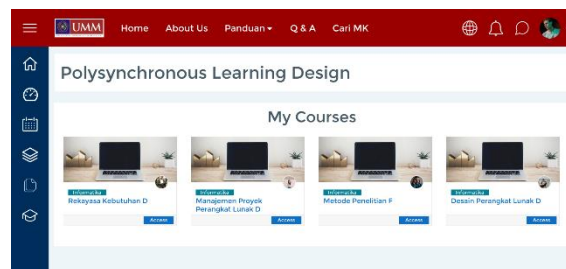 UMM
Home About Us Panduan Q & A Cari MK
Polysynchronous Learning Design
My Courses
Informatika
Rekayasa Kebutuhan D
Access
Informatika
Manajemen Proyek
Perangkat Lunak D
Access
Informatika
Metode Penelitian F
Access
Informatika
Desain Perangkat Lunak D
Access